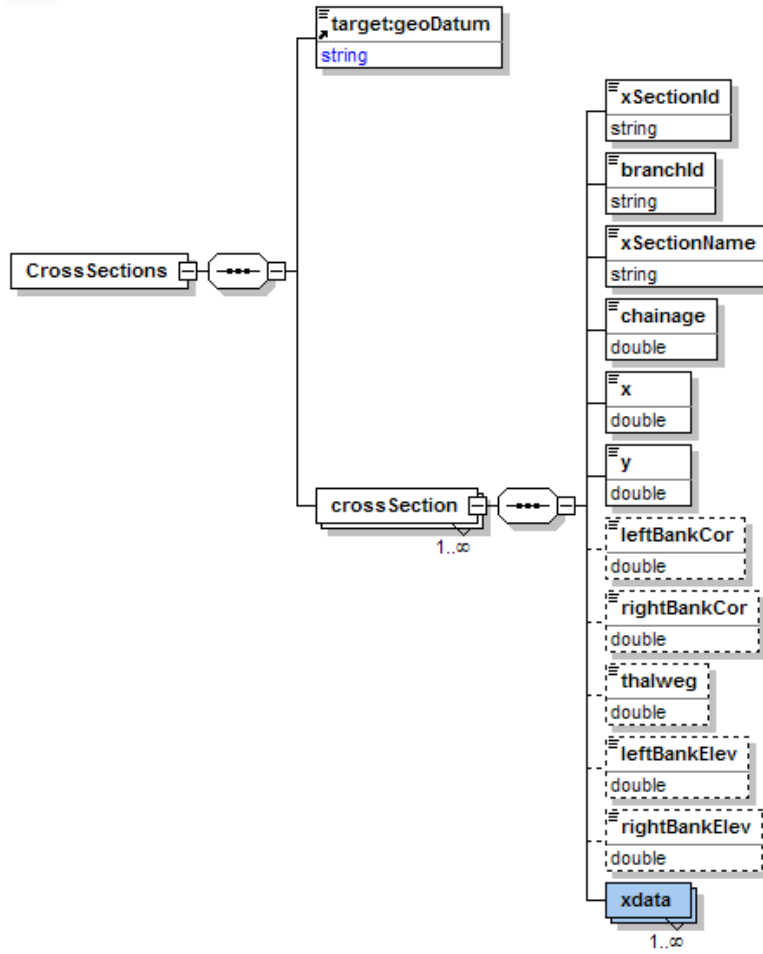 target:geoDatum
string
xSectionId
string
branchId
string
xSectionName
string
CrossSections
chainage
double
x
double
y
double
crossSection
1..∞
leftBankCor
double
rightBankCor
double
thalweg
double
leftBankElev
double
rightBankElev
double
xdata
1..∞